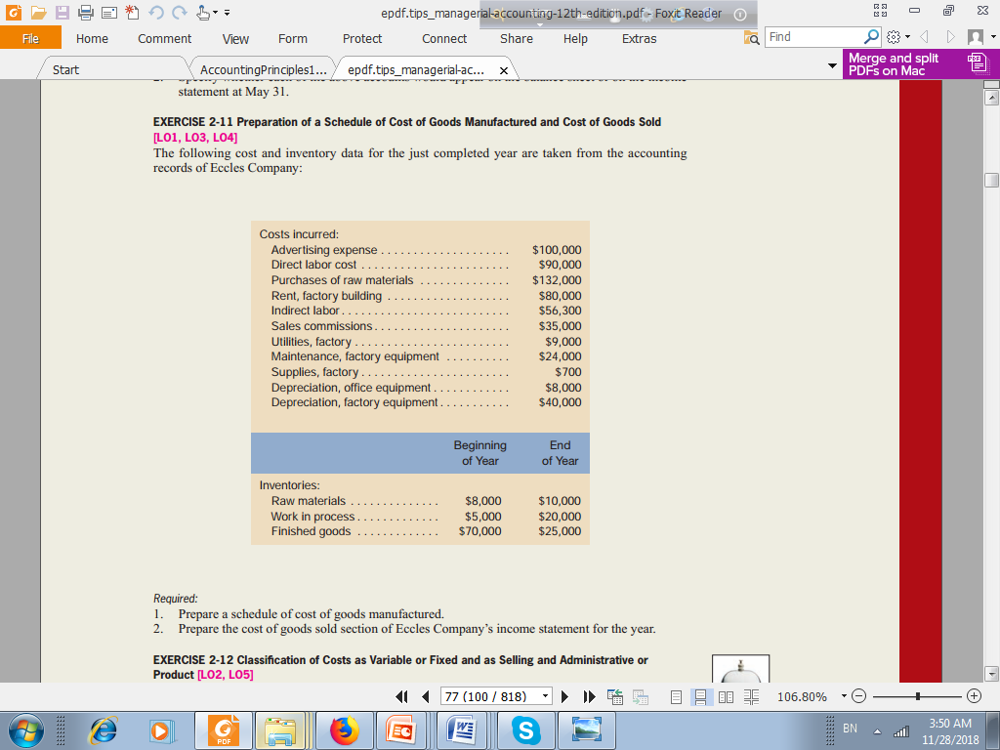 epdf.tips_managerial-accounting-12th-edition.pdf - Foxit Reader
File Home Comment View Form Protect Connect Share Help Extras
Find
Start
AccountingPrinciples1...
epdf.tips_managerial-ac...
Merge and split
PDFs on Mac
statement at May 31.
EXERCISE 2-11 Preparation of a Schedule of Cost of Goods Manufactured and Cost of Goods Sold
[LO1, LO3, LO4]
The following cost and inventory data for the just completed year are taken from the accounting
records of Eccles Company:
Costs incurred:
Advertising expense . . . . . . . . . . . . . . . . . . . . $100,000
Direct labor cost . . . . . . . . . . . . . . . . . . . . . . $90,000
Purchases of raw materials . . . . . . . . . . . . . . $132,000
Rent, factory building . . . . . . . . . . . . . . . . . . . $80,000
Indirect labor . . . . . . . . . . . . . . . . . . . . . . . . . $56,300
Sales commissions . . . . . . . . . . . . . . . . . . . . . $35,000
Utilities, factory . . . . . . . . . . . . . . . . . . . . . . . $9,000
Maintenance, factory equipment . . . . . . . . . . $24,000
Supplies, factory . . . . . . . . . . . . . . . . . . . . . . $700
Depreciation, office equipment . . . . . . . . . . . . $8,000
Depreciation, factory equipment . . . . . . . . . . . $40,000
Beginning End
of Year of Year
Inventories:
Raw materials . . . . . . . . . . . . . . $8,000 $10,000
Work in process . . . . . . . . . . . . . $5,000 $20,000
Finished goods . . . . . . . . . . . . . $70,000 $25,000
Required:
1. Prepare a schedule of cost of goods manufactured.
2. Prepare the cost of goods sold section of Eccles Company's income statement for the year.
EXERCISE 2-12 Classification of Costs as Variable or Fixed and as Selling and Administrative or
Product [LO2, LO5]
77 (100 / 818)
106.80%
PDF
BN
3:50 AM
11/28/2018